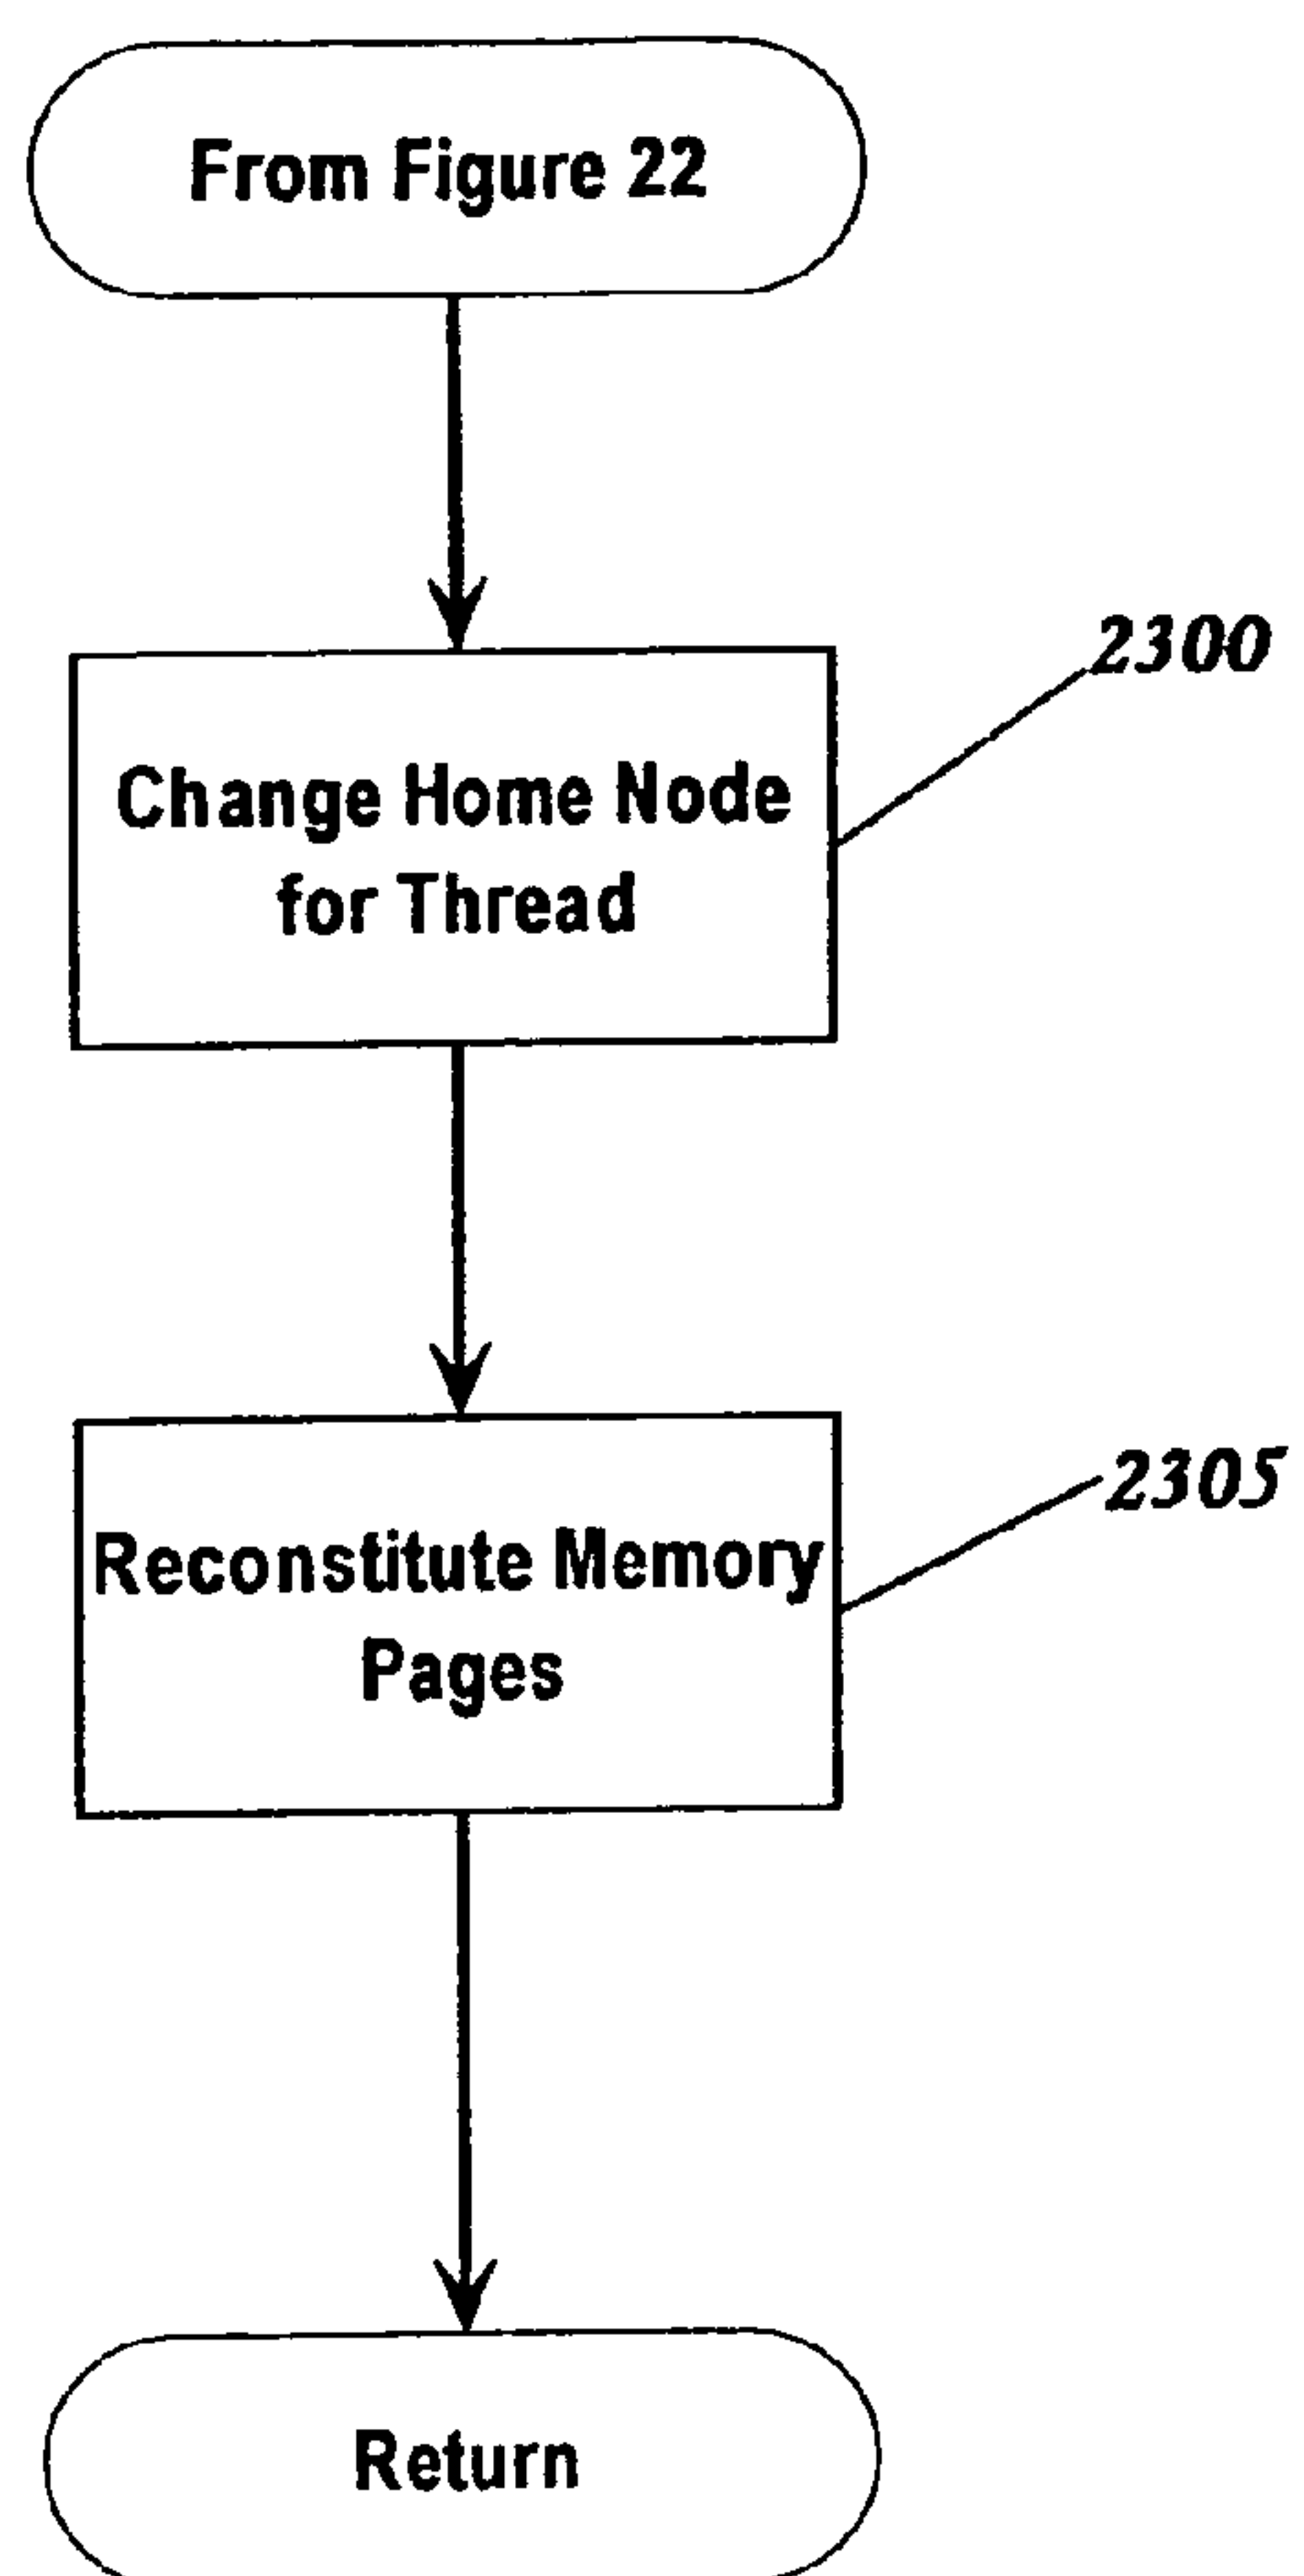 From Figure 22
2300
Change Home Node
for Thread
2305
Reconstitute Memory
Pages
Return